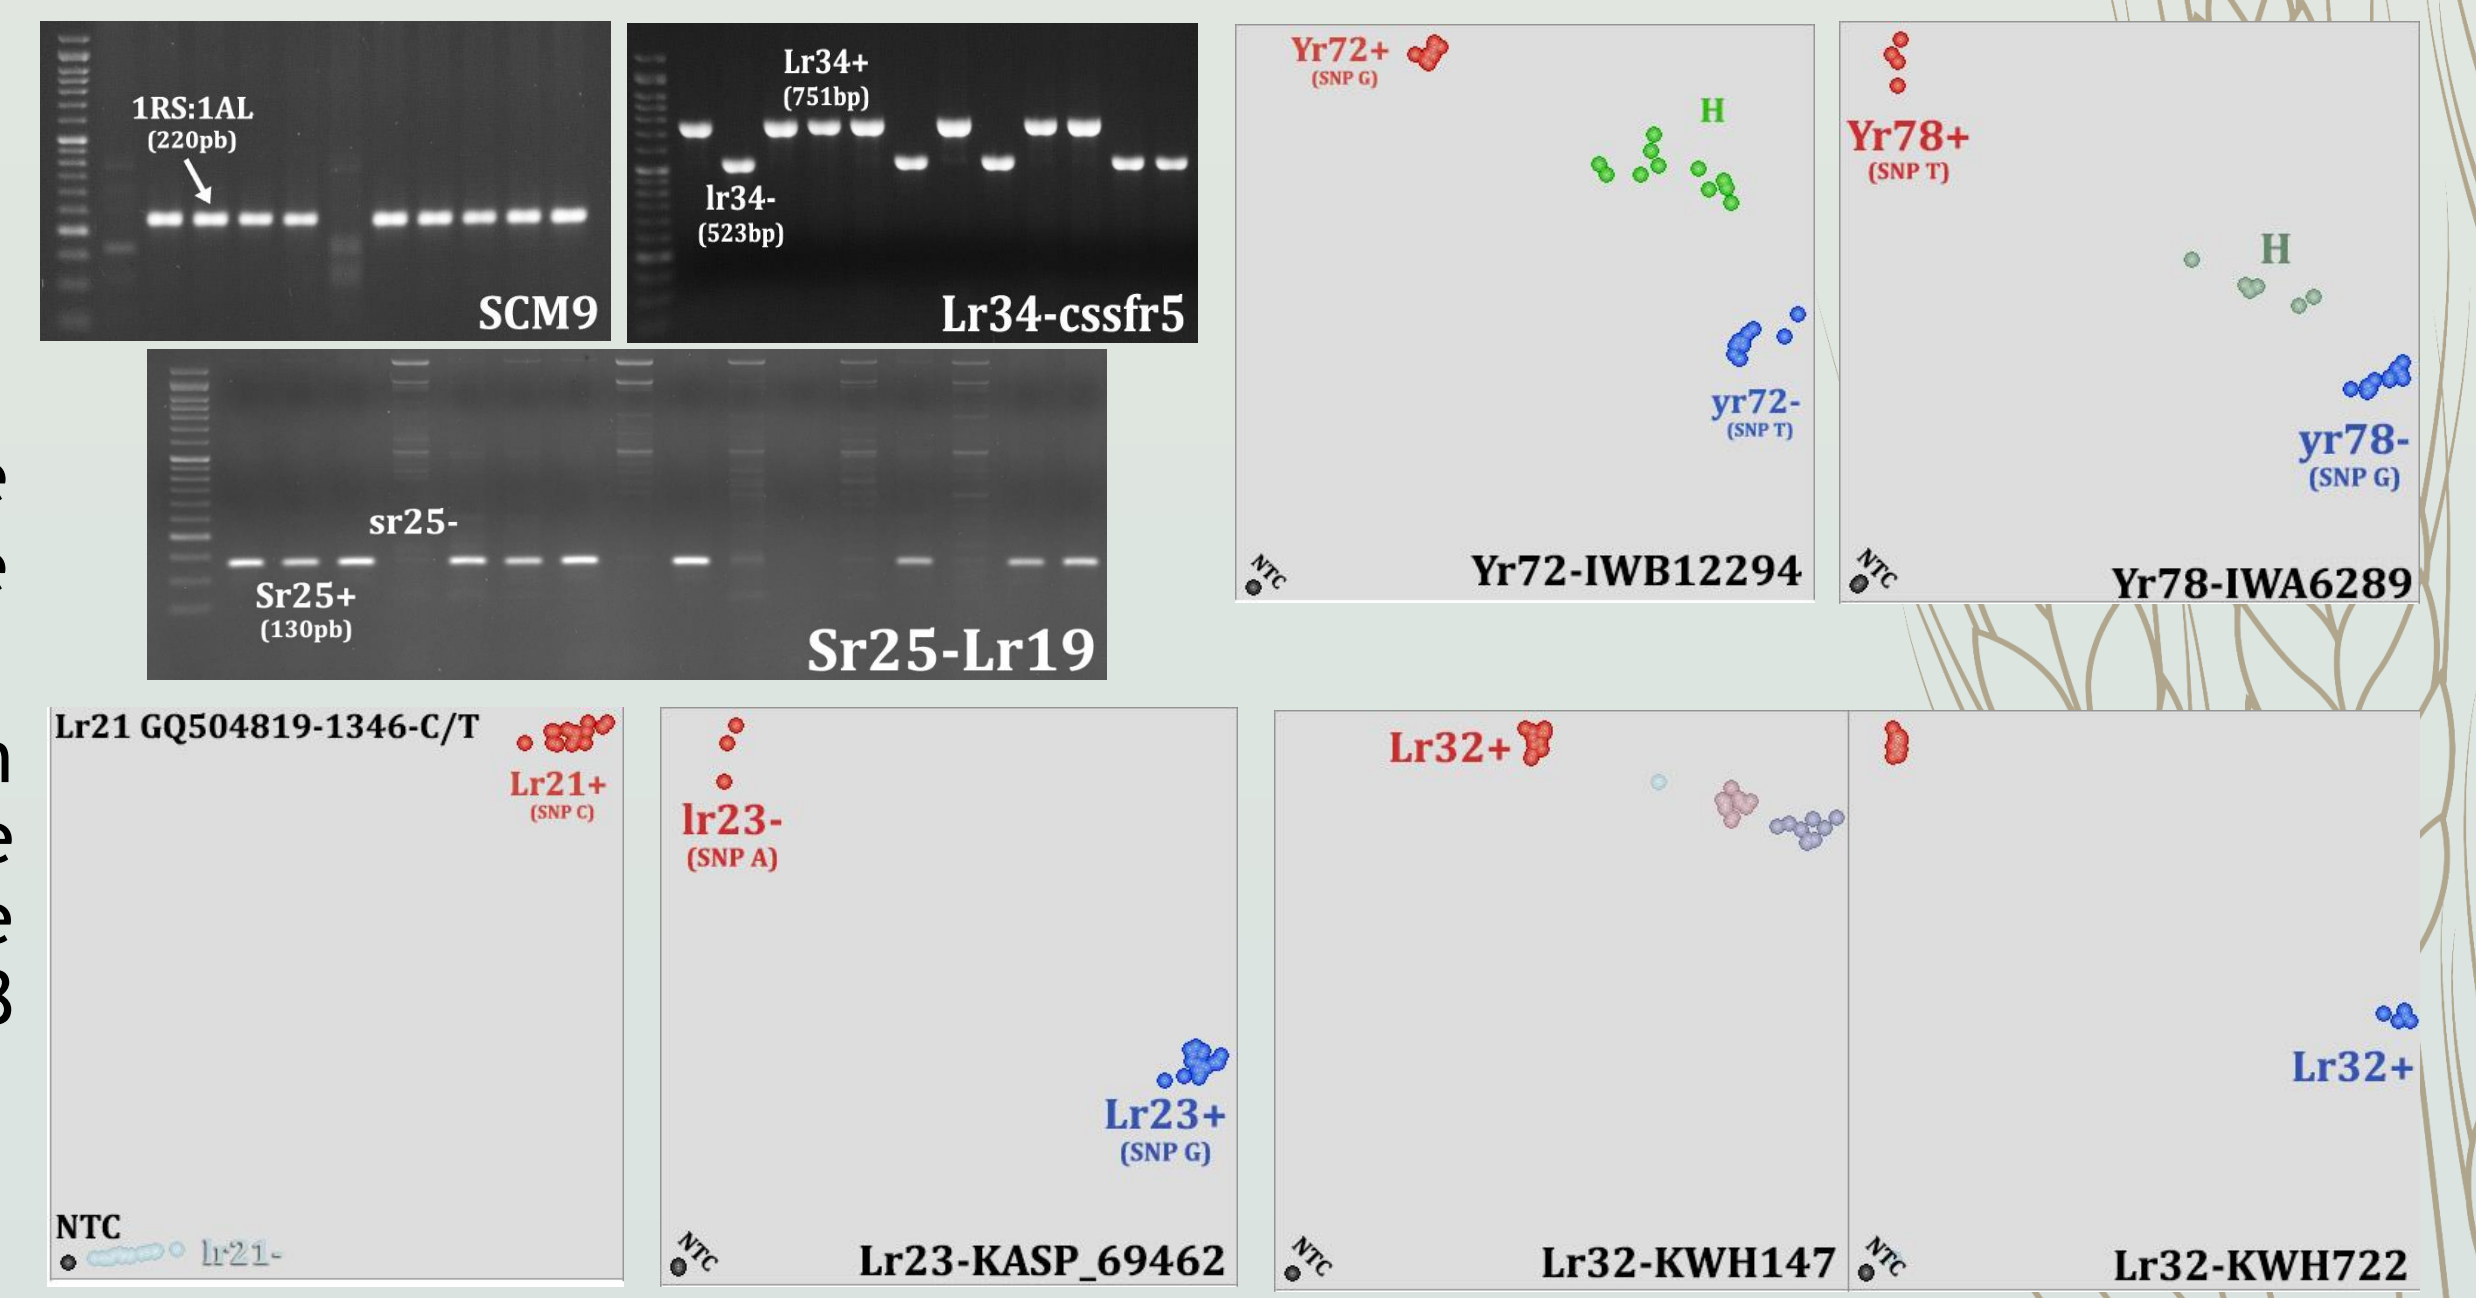 1RS:1AL
(220pb)
SCM9
Lr34+
(751bp)
lr34-
(523bp)
Lr34-cssfr5
Yr72+
(SNP G)
H
yr72-
(SNP T)
NTC
Yr72-IWB12294
Yr78+
(SNP T)
H
yr78-
(SNP G)
NTC
Yr78-IWA6289
sr25-
Sr25+
(130pb)
Sr25-Lr19
e
e
n
e
e
3
Lr21 GQ504819-1346-C/T
Lr21+
(SNP C)
NTC
lr21-
lr23-
(SNP A)
Lr23+
(SNP G)
NTC
Lr23-KASP_69462
Lr32+
NTC
Lr32-KWH147
Lr32+
NTC
Lr32-KWH722